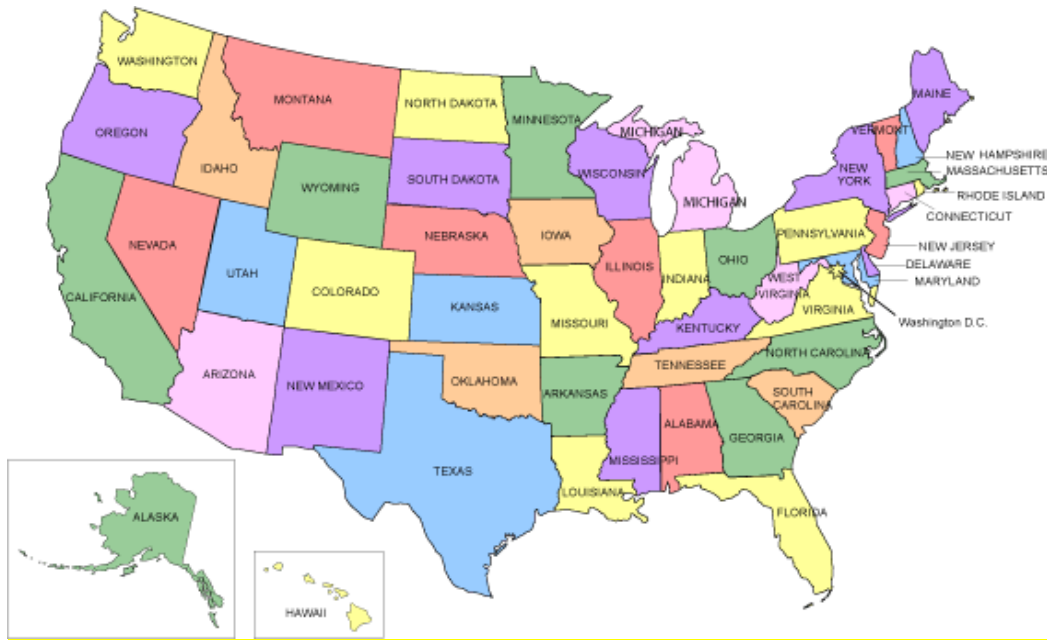 WASHINGTON
MONTANA
NORTH DAKOTA
MINNESOTA
MICHIGAN
MAINE
VERMONT
OREGON
IDAHO
WYOMING
SOUTH DAKOTA
WISCONSIN
MICHIGAN
NEW
YORK
NEW HAMPSHIRE
MASSACHUSETTS
RHODE ISLAND
CONNECTICUT
NEVADA
UTAH
COLORADO
NEBRASKA
IOWA
ILLINOIS
INDIANA
OHIO
PENNSYLVANIA
NEW JERSEY
DELAWARE
MARYLAND
CALIFORNIA
KANSAS
MISSOURI
KENTUCKY
WEST
VIRGINIA
VIRGINIA
Washington D.C.
ARIZONA
NEW MEXICO
OKLAHOMA
ARKANSAS
TENNESSEE
NORTH CAROLINA
SOUTH
CAROLINA
TEXAS
LOUISIANA
MISSISSIPPI
ALABAMA
GEORGIA
FLORIDA
ALASKA
HAWAII